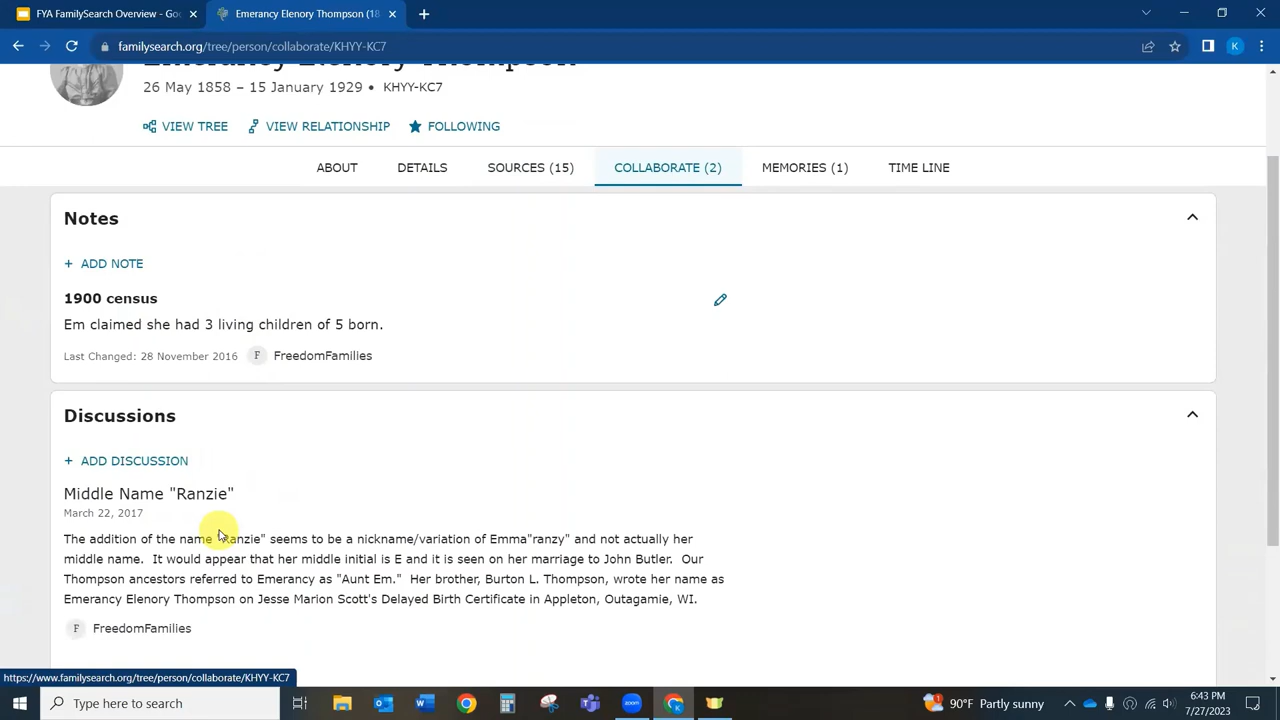 FYA FamilySearch Overview - Goo
Emerancy Elenory Thompson (18
familysearch.org/tree/person/collaborate/KHYY-KC7
K
Emerancy Elenory Thompson
26 May 1858 – 15 January 1929 • KHYY-KC7
VIEW TREE
VIEW RELATIONSHIP
FOLLOWING
ABOUT
DETAILS
SOURCES (15)
COLLABORATE (2)
MEMORIES (1)
TIME LINE
Notes
+ ADD NOTE
1900 census
Em claimed she had 3 living children of 5 born.
Last Changed: 28 November 2016
F
FreedomFamilies
Discussions
+ ADD DISCUSSION
Middle Name "Ranzie"
March 22, 2017
The addition of the name "Ranzie" seems to be a nickname/variation of Emma"ranzy" and not actually her
middle name. It would appear that her middle initial is E and it is seen on her marriage to John Butler. Our
Thompson ancestors referred to Emerancy as "Aunt Em." Her brother, Burton L. Thompson, wrote her name as
Emerancy Elenory Thompson on Jesse Marion Scott's Delayed Birth Certificate in Appleton, Outagamie, WI.
F
FreedomFamilies
https://www.familysearch.org/tree/person/collaborate/KHYY-KC7
Type here to search
zoom
90°F Partly sunny
6:43 PM
7/27/2023